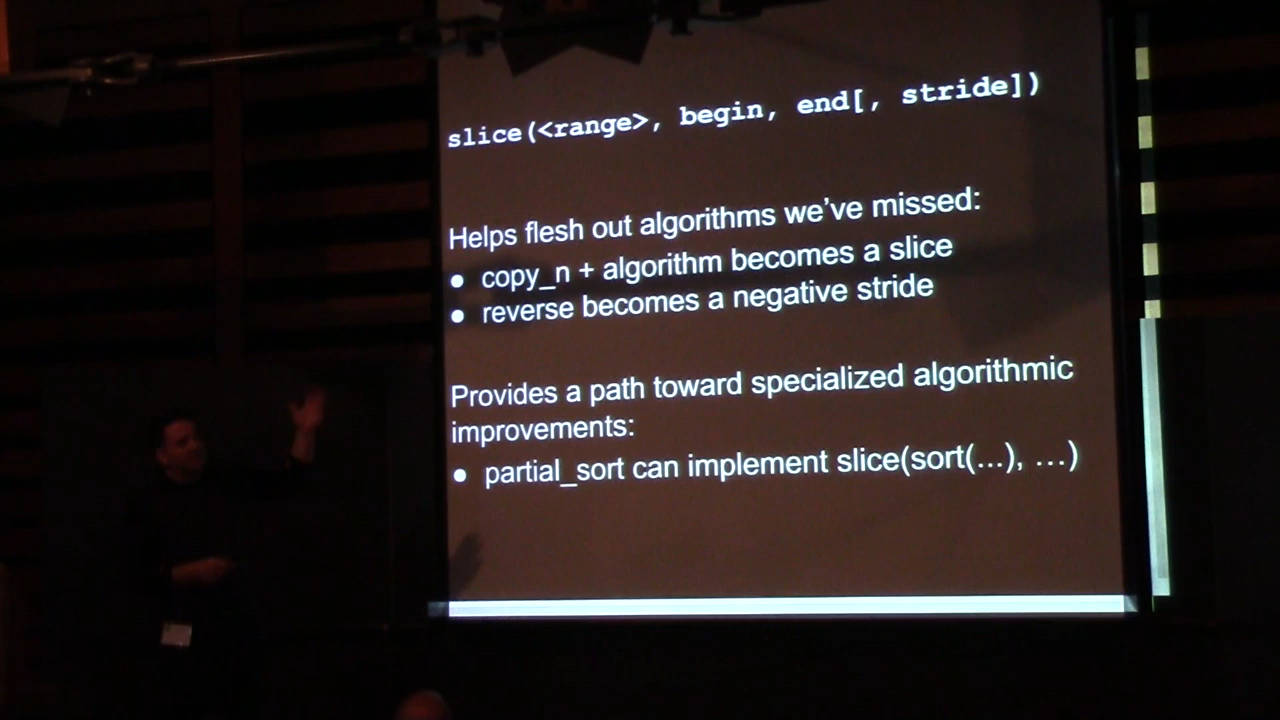 slice(<range>, begin, end[, stride])
Helps flesh out algorithms we've missed:
● copy_n + algorithm becomes a slice
● reverse becomes a negative stride
Provides a path toward specialized algorithmic
improvements:
● partial_sort can implement slice(sort(...), ...)